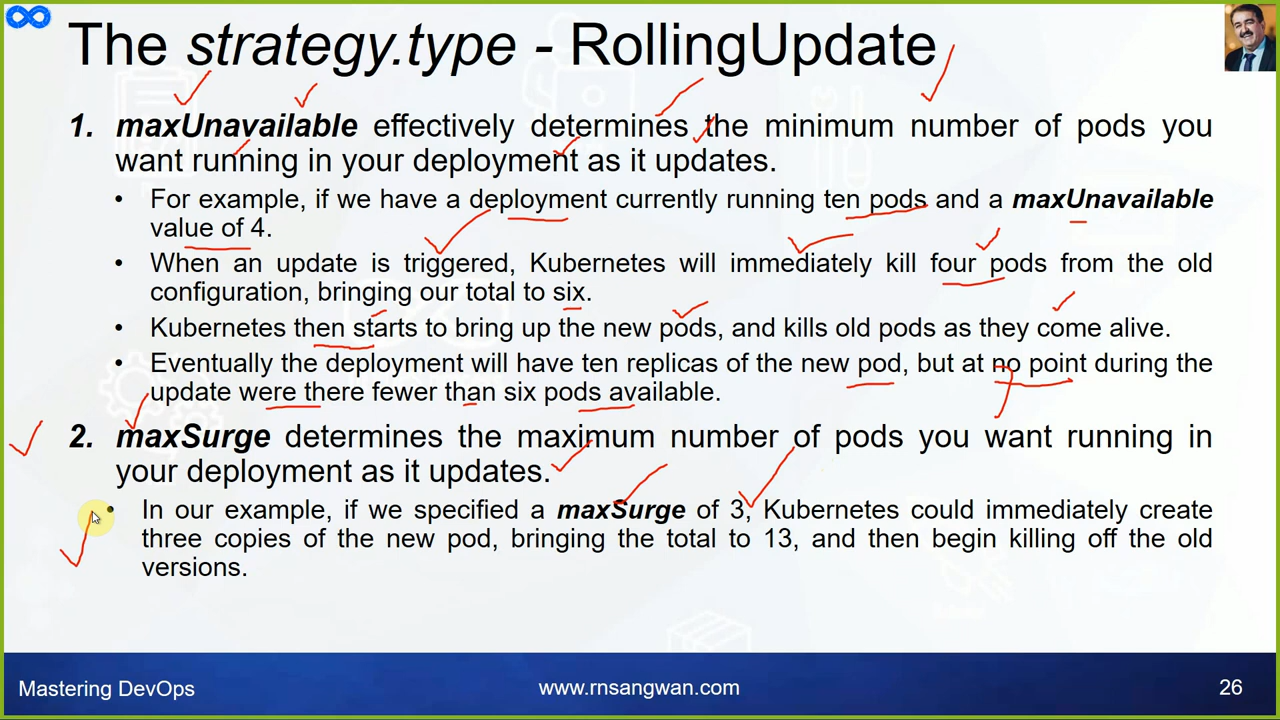 The strategy.type - RollingUpdate
1. maxUnavailable effectively determines the minimum number of pods you
want running in your deployment as it updates.
• For example, if we have a deployment currently running ten pods and a maxUnavailable
value of 4.
• When an update is triggered, Kubernetes will immediately kill four pods from the old
configuration, bringing our total to six.
• Kubernetes then starts to bring up the new pods, and kills old pods as they come alive.
• Eventually the deployment will have ten replicas of the new pod, but at no point during the
update were there fewer than six pods available.
2. maxSurge determines the maximum number of pods you want running in
your deployment as it updates.
• In our example, if we specified a maxSurge of 3, Kubernetes could immediately create
three copies of the new pod, bringing the total to 13, and then begin killing off the old
versions.
Mastering DevOps
www.rnsangwan.com
26